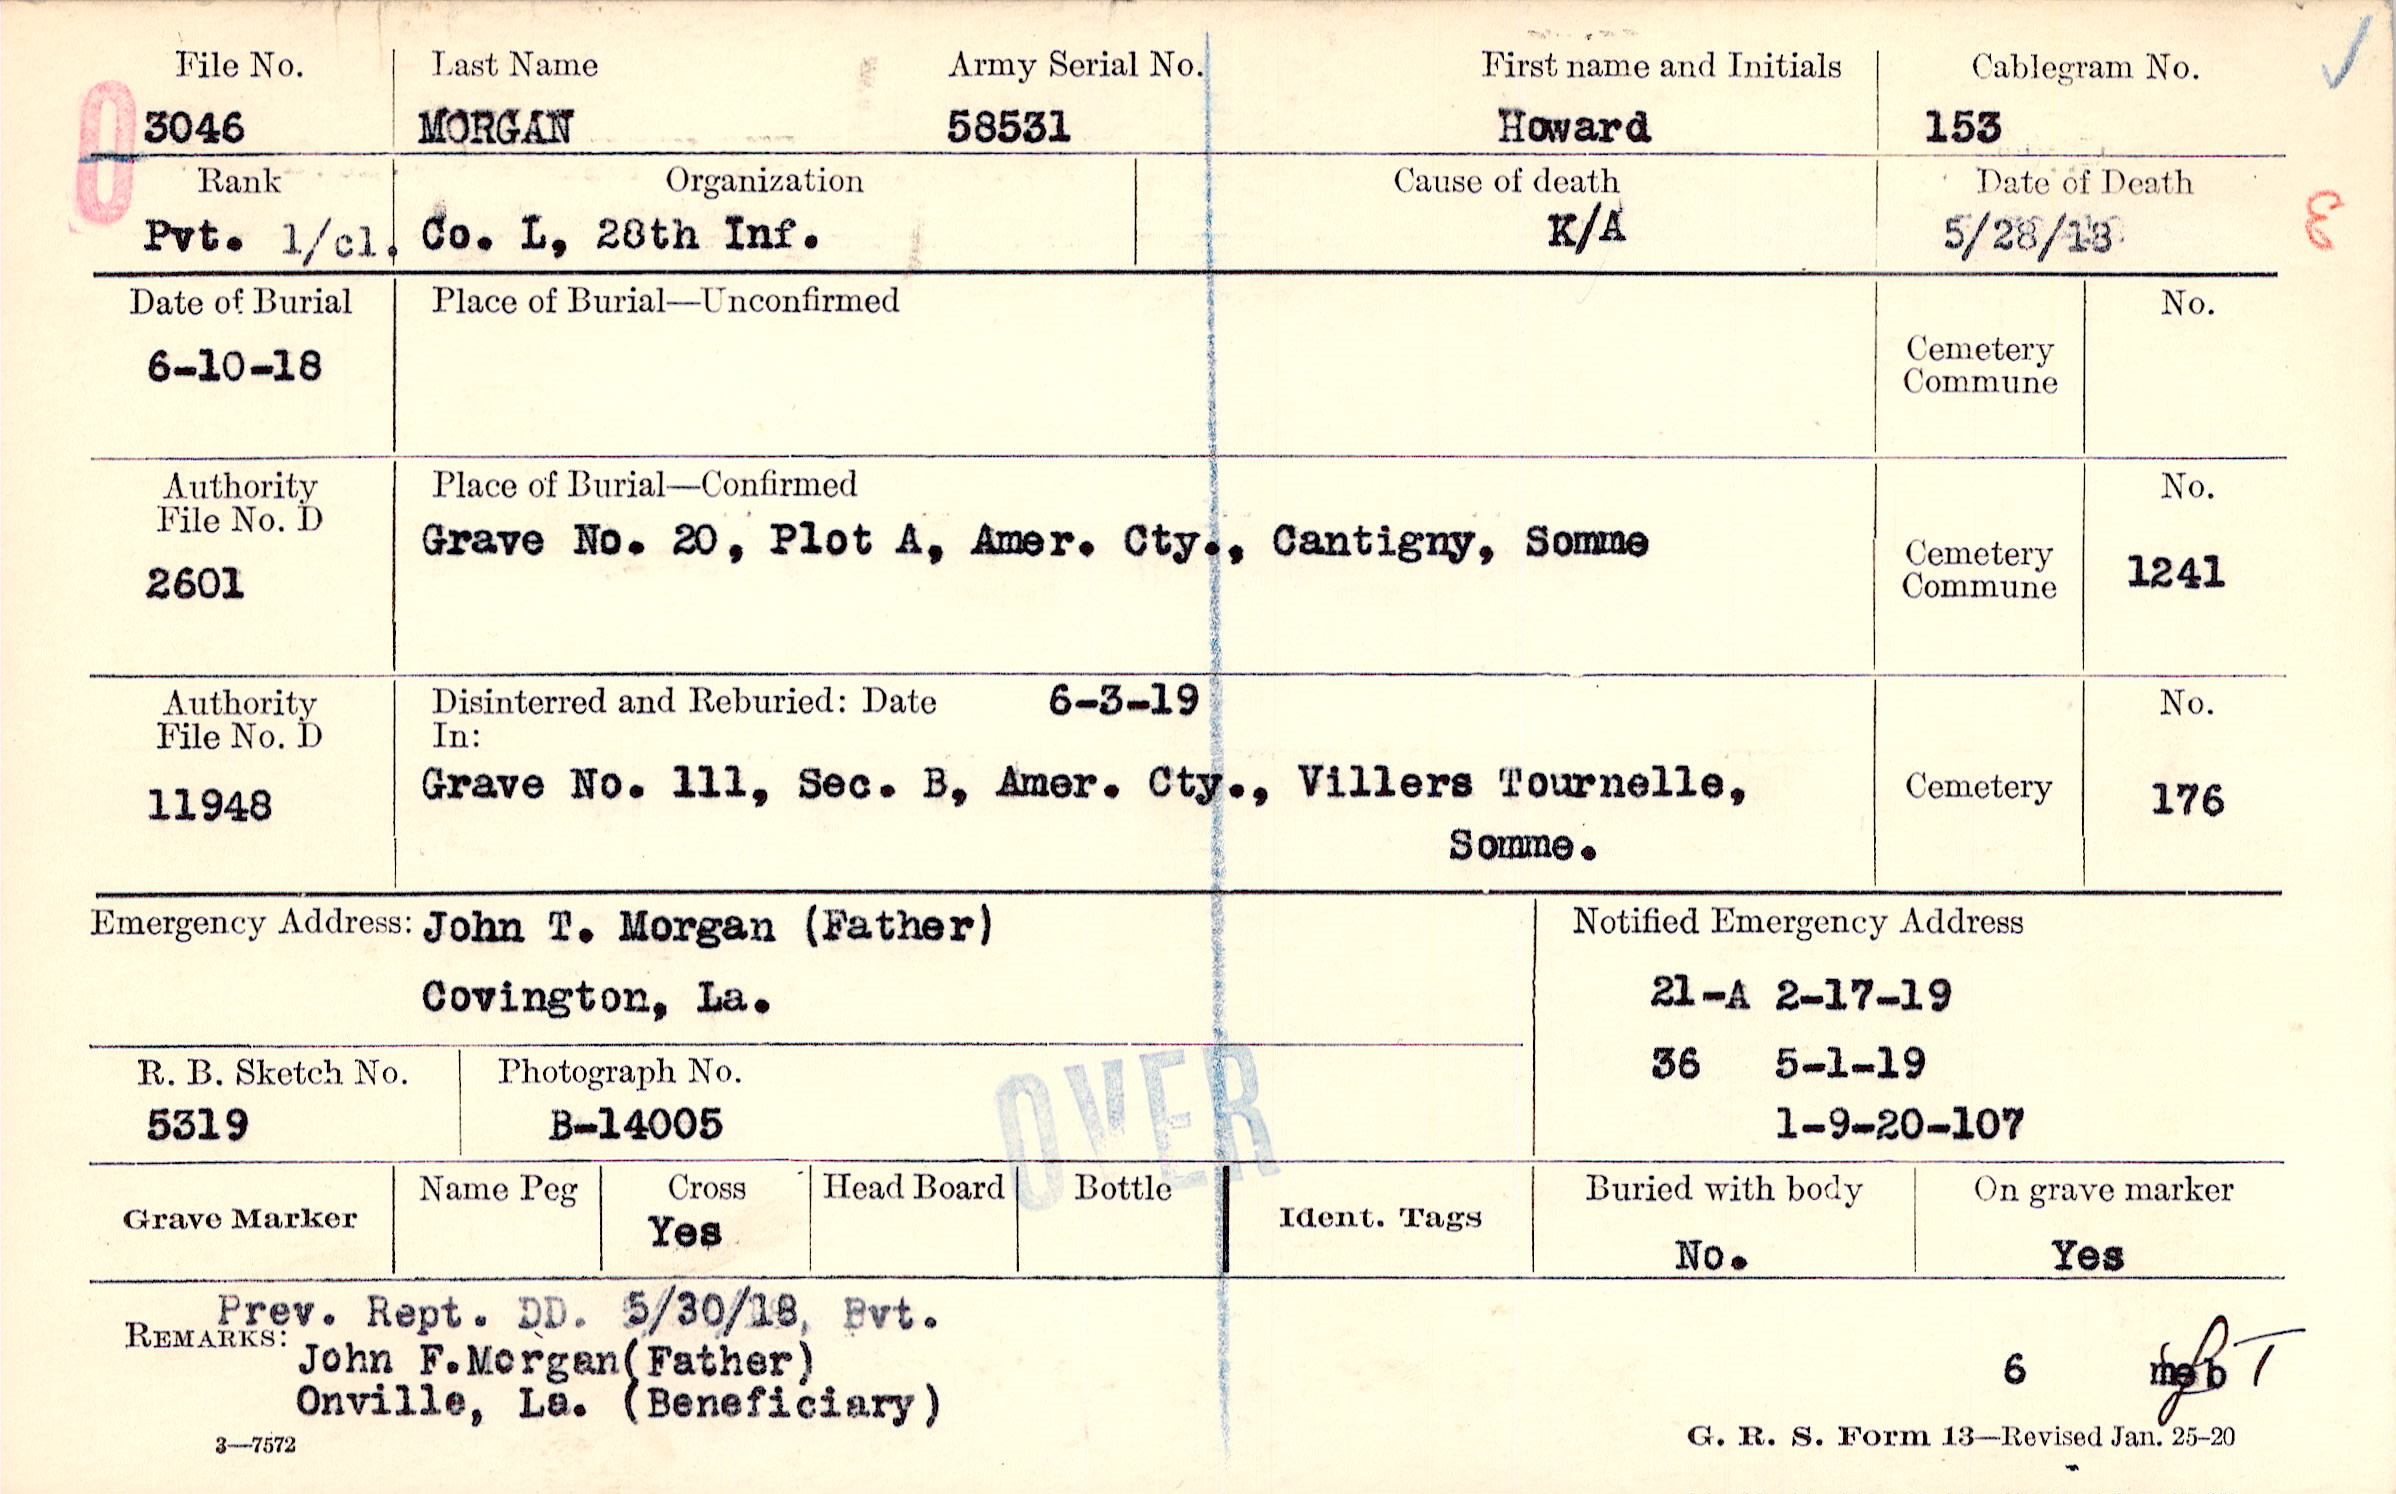 File No. Last Name Army Serial No. First name and Initials Cablegram No.
3046 MORGAN 58531 Howard 153
Rank Organization Cause of death Date of Death
Pvt. 1/cl. Co. L, 28th Inf. K/A 5/28/18
Date of Burial Place of Burial—Unconfirmed No.
6-10-18
Cemetery
Commune
Authority Place of Burial—Confirmed No.
File No. D
Grave No. 20, Plot A, Amer. Cty., Cantigny, Somme
2601
Cemetery
Commune
1241
Authority Disinterred and Reburied: Date 6-3-19 No.
File No. D In:
Grave No. 111, Sec. B, Amer. Cty., Villers Tournelle,
11948 Cemetery 176
Somme.
Emergency Address: John T. Morgan (Father) Notified Emergency Address
Covington, La. 21-A 2-17-19
R. B. Sketch No. Photograph No. 36 5-1-19
5319 B-14005 1-9-20-107
OVER
Grave Marker Name Peg Cross Head Board Bottle Ident. Tags Buried with body On grave marker
Yes No. Yes
Prev. Rept. DD. 5/30/18, Pvt.
REMARKS:
John F.Morgan(Father) 6
Onville, La. (Beneficiary)
3—7572 G. R. S. Form 13—Revised Jan. 25-20